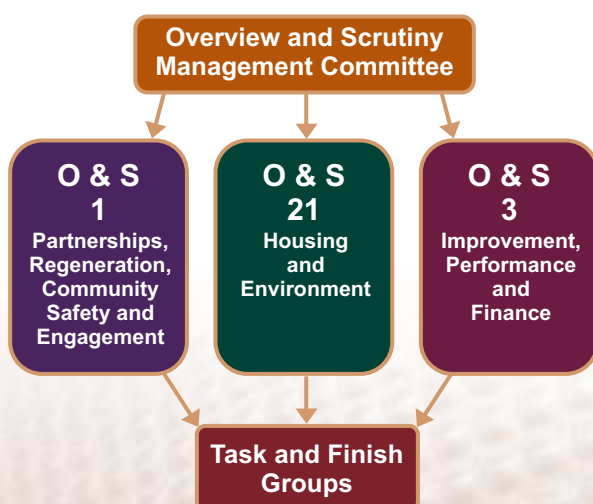 Overview and Scrutiny
Management Committee
O & S
1
Partnerships,
Regeneration,
Community
Safety and
Engagement
O & S
21
Housing
and
Environment
O & S
3
Improvement,
Performance
and
Finance
Task and Finish
Groups